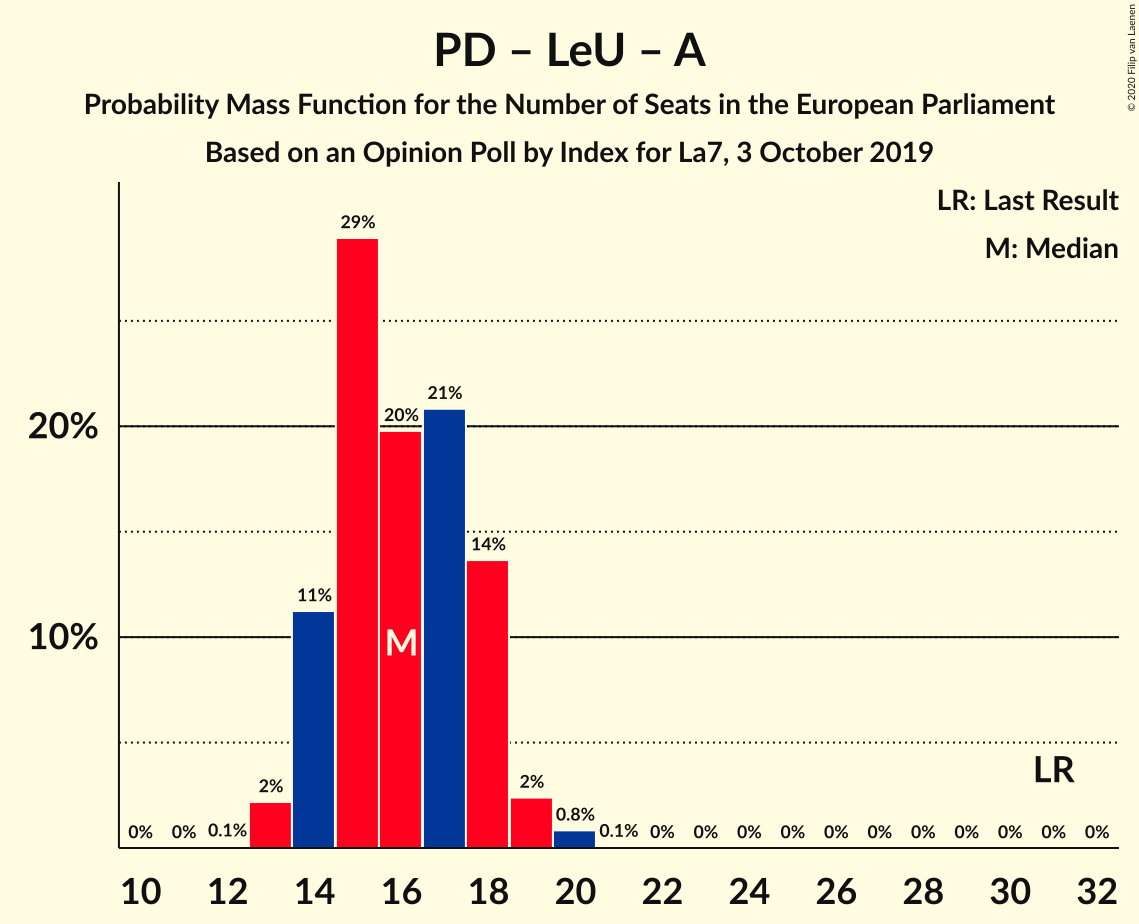 PD – LeU – A
Probability Mass Function for the Number of Seats in the European Parliament
Based on an Opinion Poll by Index for La7, 3 October 2019
© 2020 Filip van Laenen
LR: Last Result
M: Median
20%
10%
0% 0% 0.1% 2% 11% 29% 20% 21% 14% 2% 0.8% 0.1% 0% 0% 0% 0% 0% 0% 0% 0% 0% 0% 0%
M
LR
10 12 14 16 18 20 22 24 26 28 30 32